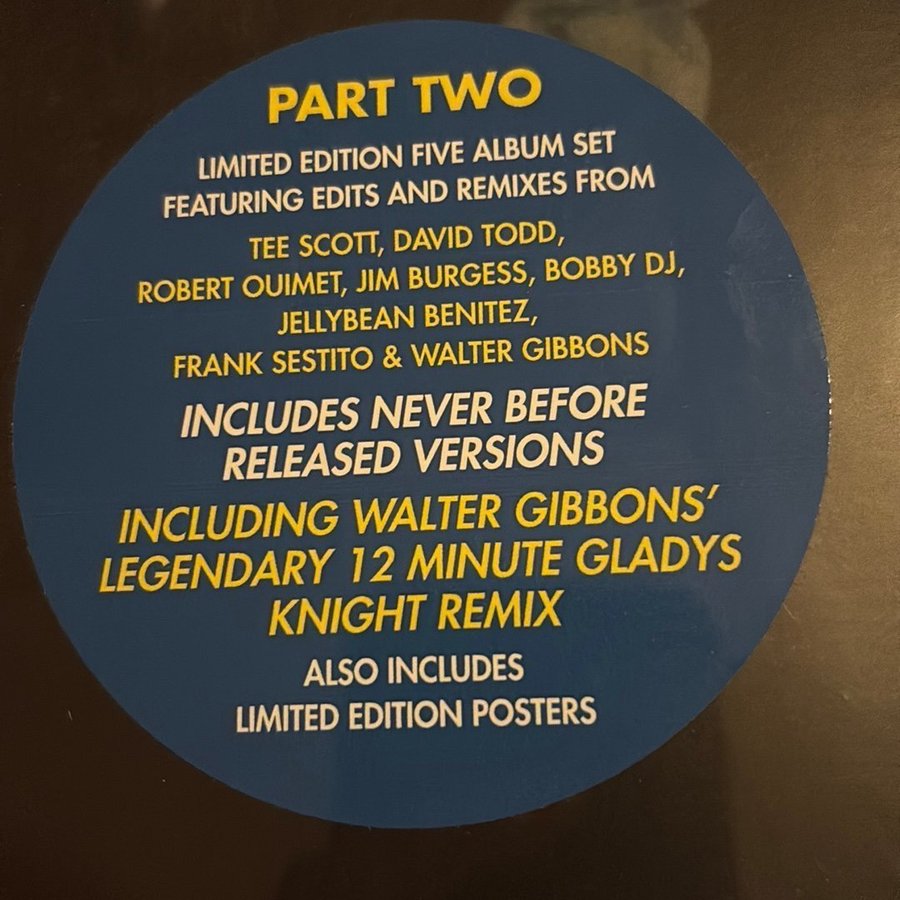 PART TWO
LIMITED EDITION FIVE ALBUM SET
FEATURING EDITS AND REMIXES FROM
TEE SCOTT, DAVID TODD,
ROBERT OUIMET, JIM BURGESS, BOBBY DJ,
JELLYBEAN BENITEZ,
FRANK SESTITO & WALTER GIBBONS
INCLUDES NEVER BEFORE
RELEASED VERSIONS
INCLUDING WALTER GIBBONS’
LEGENDARY 12 MINUTE GLADYS
KNIGHT REMIX
ALSO INCLUDES
LIMITED EDITION POSTERS